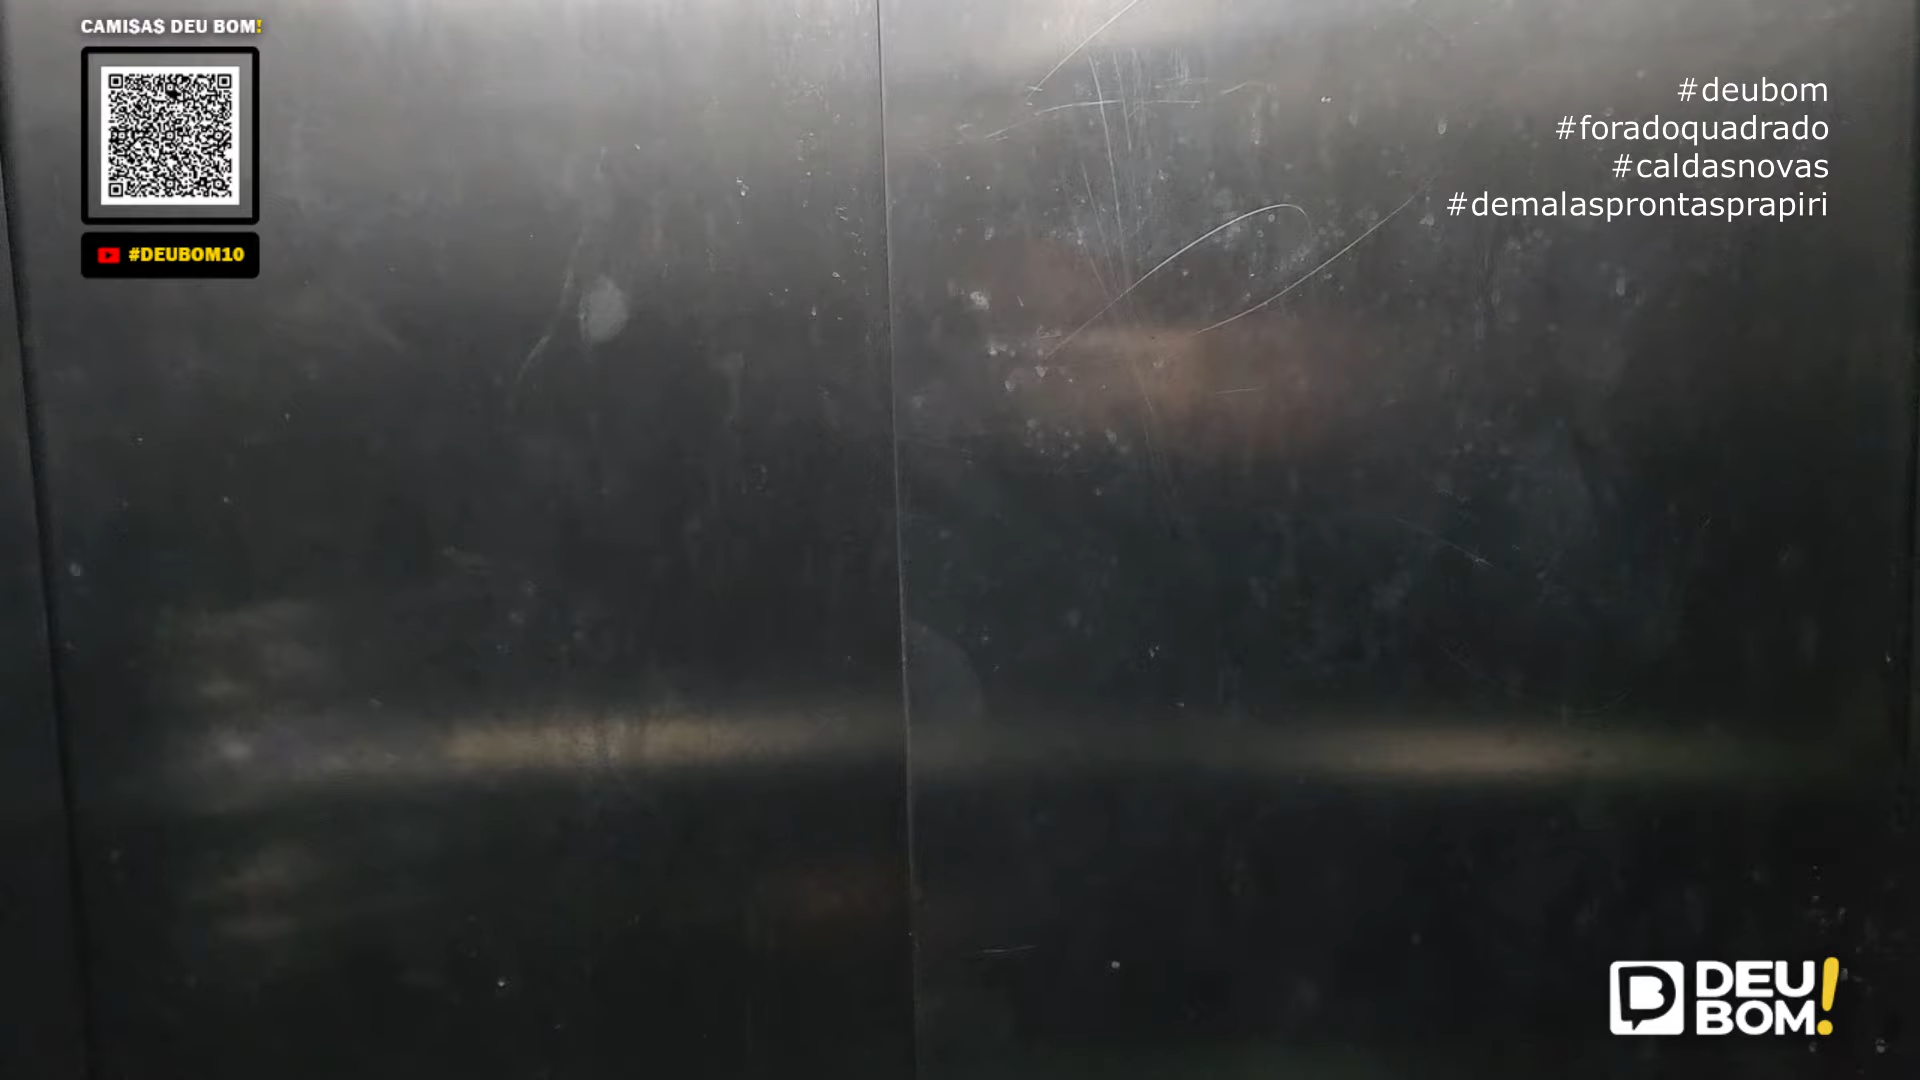 CAMISAS DEU BOM!
#DEUBOM10
#deubom
#foradoquadrado
#caldasnovas
#demalasprontasprapiri
DEU
BOM!